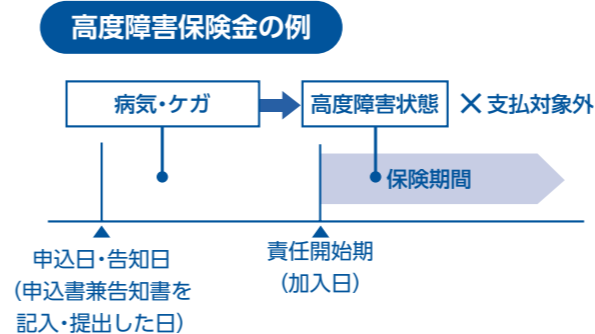 高度障害保険金の例
病気・ケガ
高度障害状態
×支払対象外
保険期間
申込日・告知日
(申込書兼告知書を
記入・提出した日)
責任開始期
(加入日)